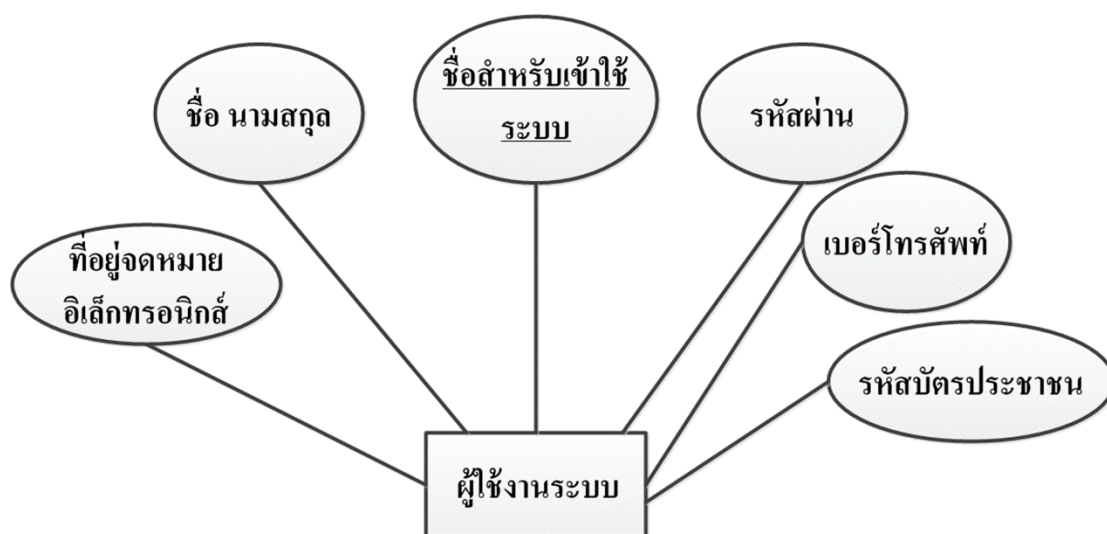 ชื่อสำหรับเข้าใช้
ระบบ
ชื่อ นามสกุล
รหัสผ่าน
เบอร์โทรศัพท์
ที่อยู่จดหมาย
อิเล็กทรอนิกส์
รหัสบัตรประชาชน
ผู้ใช้งานระบบ